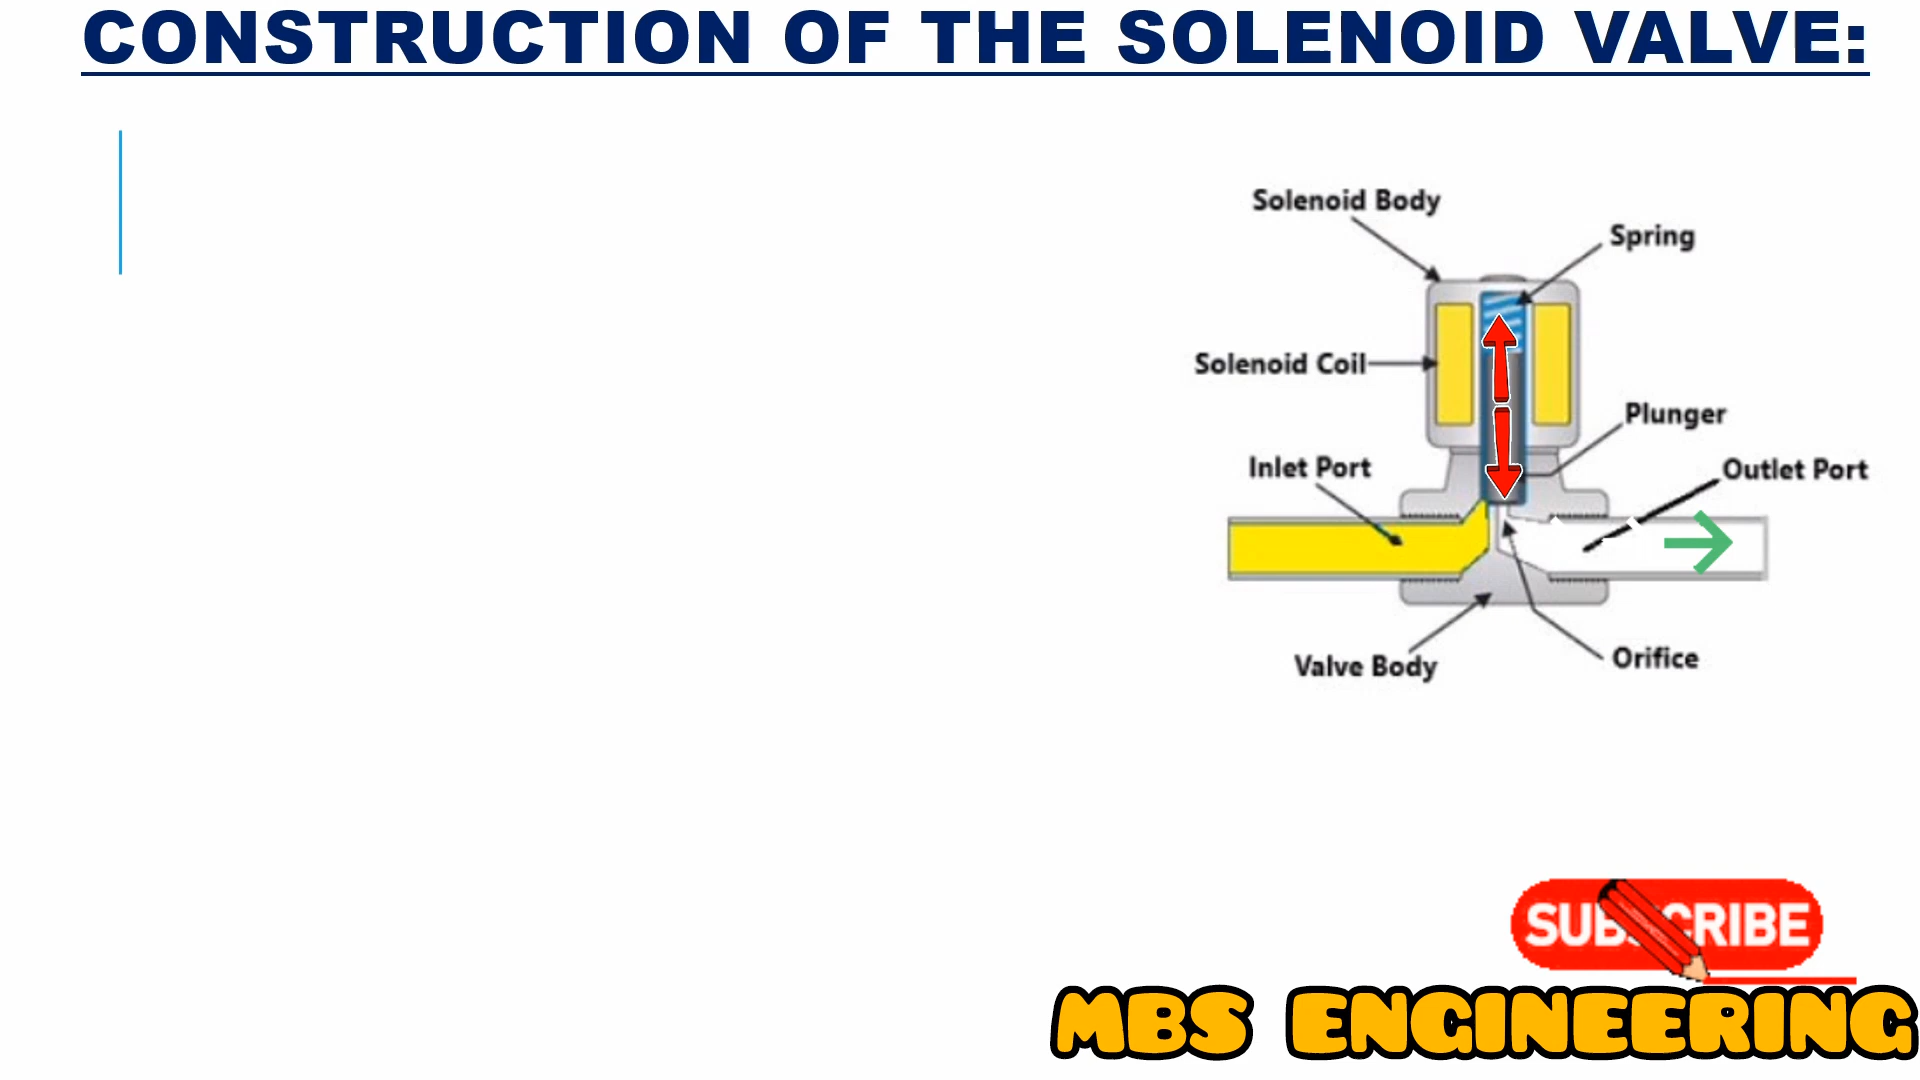 CONSTRUCTION OF THE SOLENOID VALVE:
Solenoid Body
Spring
Solenoid Coil
Plunger
Inlet Port
Outlet Port
Valve Body
Orifice
SUBSCRIBE
MBS ENGINEERING